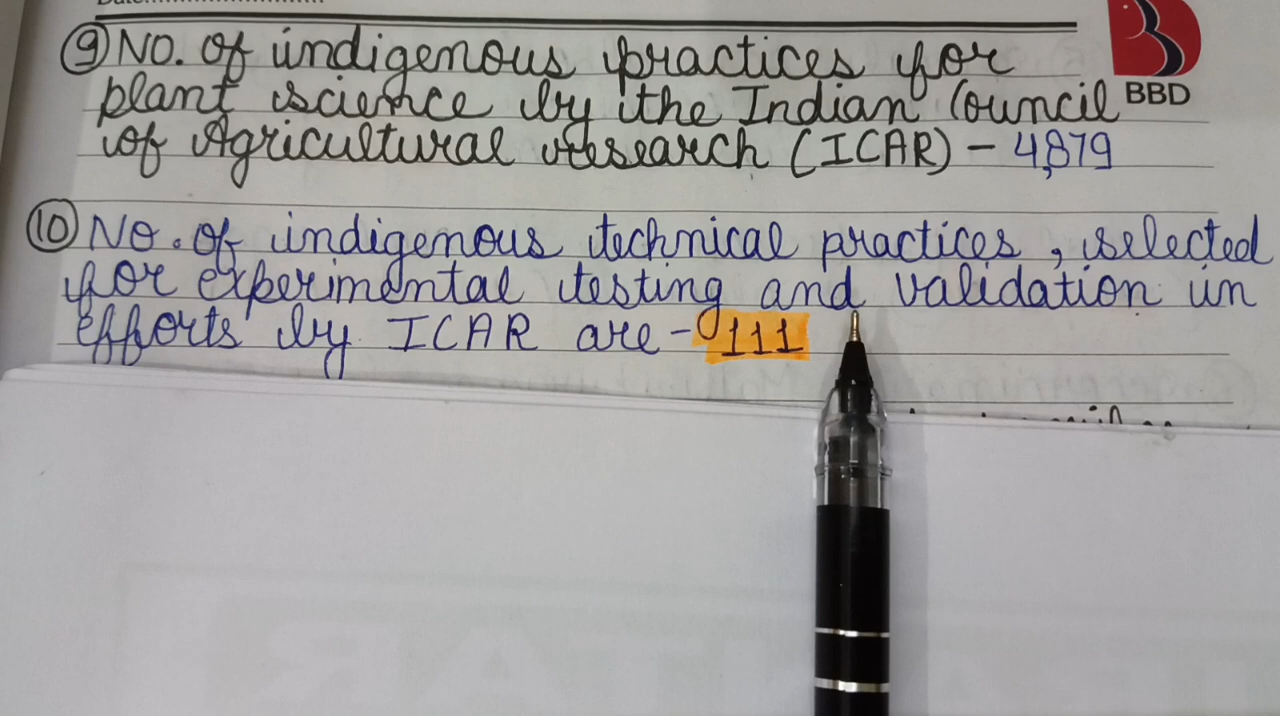 Date
BBD
⑨ NO. Of indigenous practices for
plant science by the Indian Council
of Agricultural research (ICAR) - 4,879
⑩ No. Of indigenous technical practices, selected
for experimental testing and validation in
efforts by ICAR are - 111